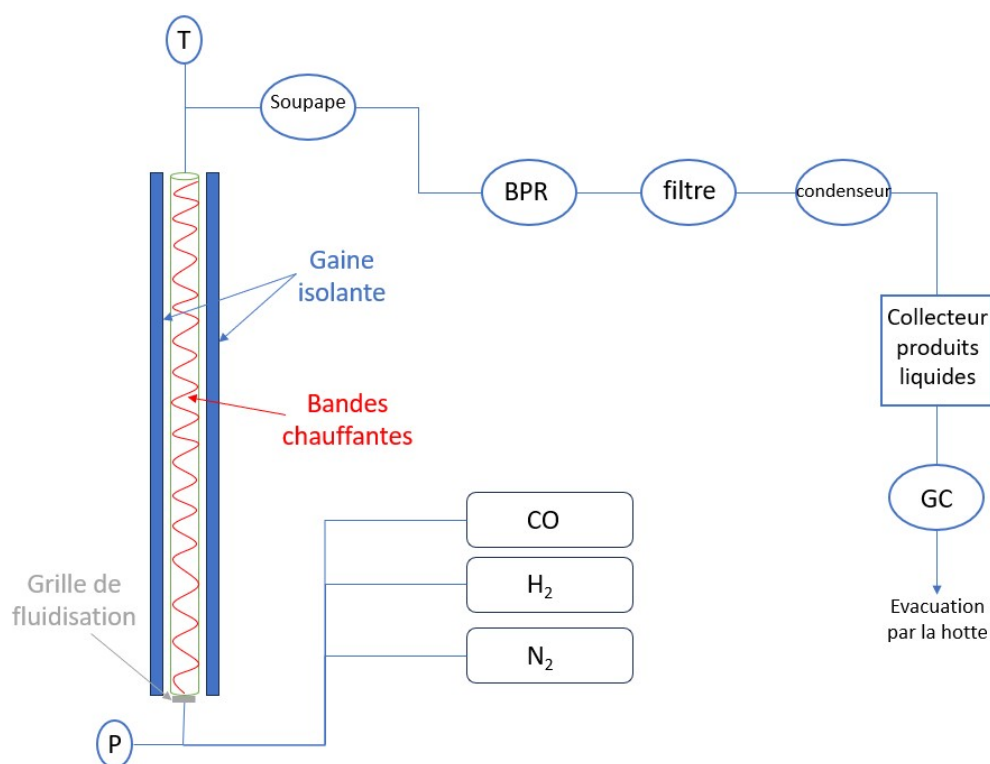 T
Soupape
BPR
filtre
condenseur
Gaine
isolante
Collecteur
produits
liquides
Bandes
chauffantes
CO
GC
H₂
Grille de
fluidisation
Evacuation
par la hotte
N₂
P